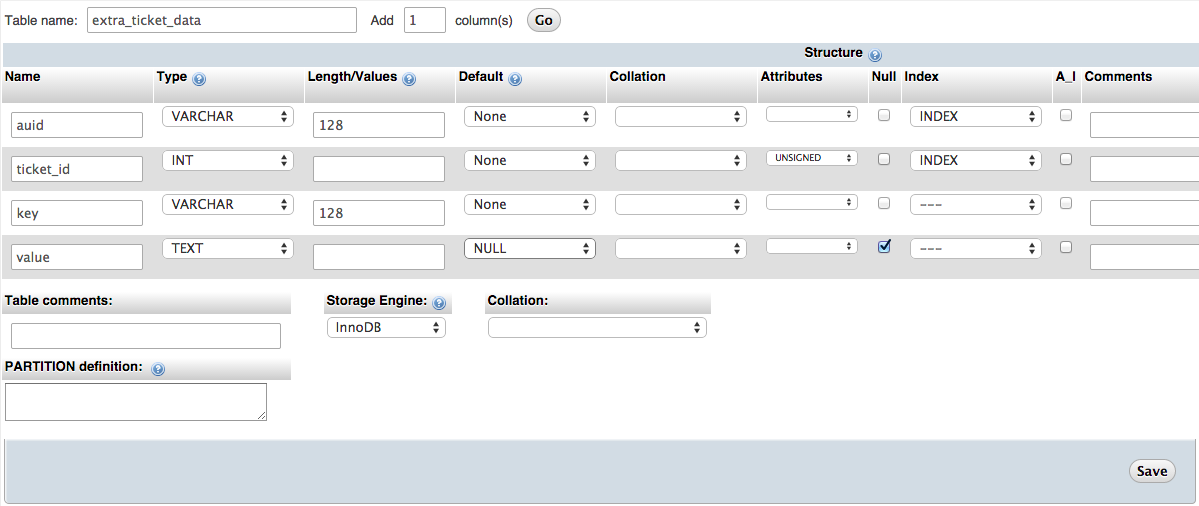 Table name: extra_ticket_data Add 1 column(s) Go
Structure
Name Type Length/Values Default Collation Attributes Null Index A_I Comments
auid VARCHAR 128 None INDEX
ticket_id INT None UNSIGNED INDEX
key VARCHAR 128 None ---
value TEXT NULL ---
Table comments: Storage Engine: Collation:
InnoDB
PARTITION definition:
Save